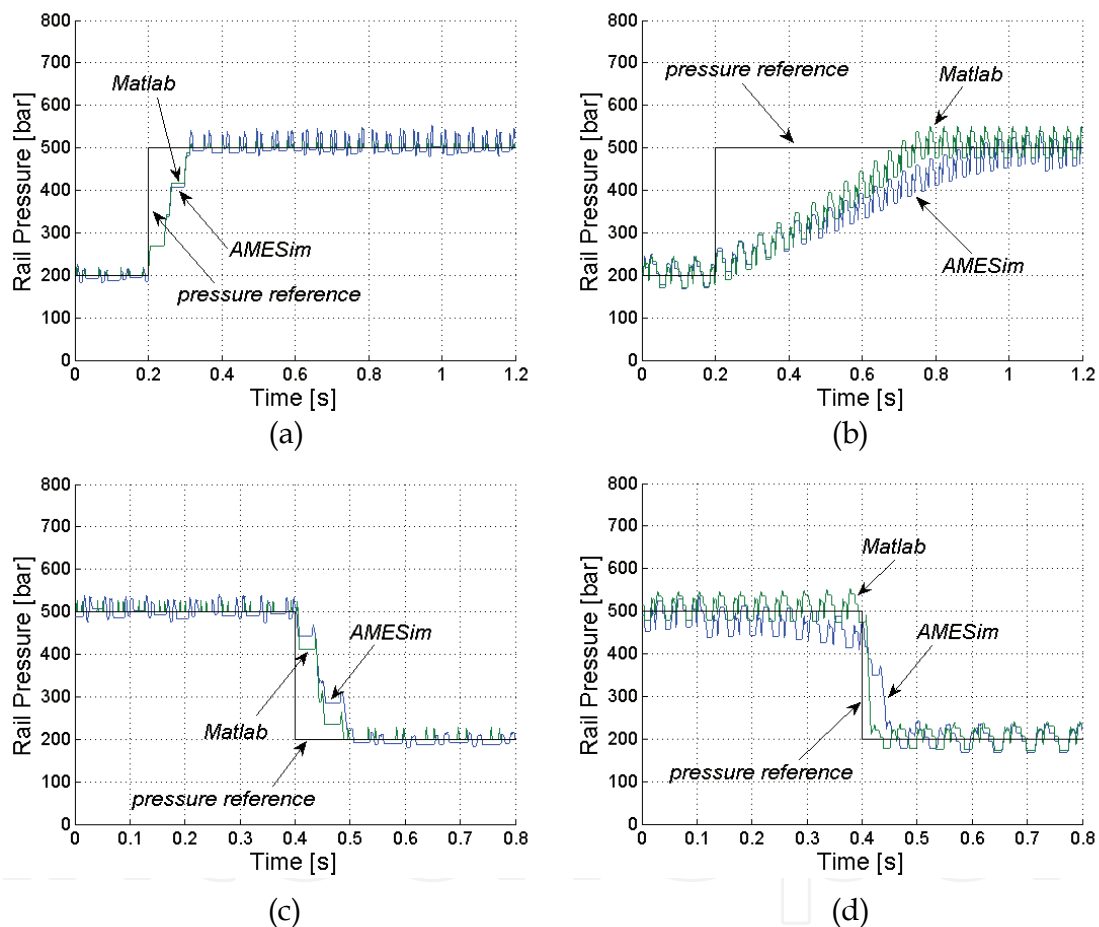 800
700
600
500
400
300
200
100
0
Rail Pressure [bar]
Matlab
AMESim
pressure reference
0
0.2
0.4
0.6
0.8
1
1.2
Time [s]
(a)
800
700
600
500
400
300
200
100
0
Rail Pressure [bar]
pressure reference
Matlab
AMESim
0
0.2
0.4
0.6
0.8
1
1.2
Time [s]
(b)
800
700
600
500
400
300
200
100
0
Rail Pressure [bar]
AMESim
Matlab
pressure reference
0
0.1
0.2
0.3
0.4
0.5
0.6
0.7
0.8
Time [s]
(c)
800
700
600
500
400
300
200
100
0
Rail Pressure [bar]
Matlab
AMESim
pressure reference
0
0.1
0.2
0.3
0.4
0.5
0.6
0.7
0.8
Time [s]
(d)